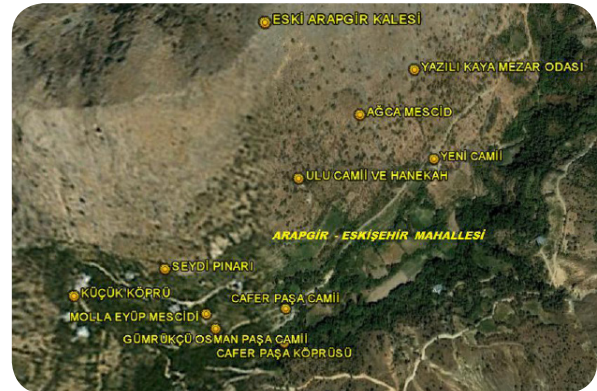 ESKİ ARAPGİR KALESİ
YAZILI KAYA MEZAR ODASI
AĞCA MESCİD
YENİ CAMİİ
ULU CAMİİ VE HANEKAH
ARAPGİR - ESKİŞEHİR MAHALLESİ
SEYDİ PINARI
KÜÇÜK KÖPRÜ
CAFER PAŞA CAMİİ
MOLLA EYÜP MESCİDİ
GÜMRÜKÇÜ OSMAN PAŞA CAMİİ
CAFER PAŞA KÖPRÜSÜ